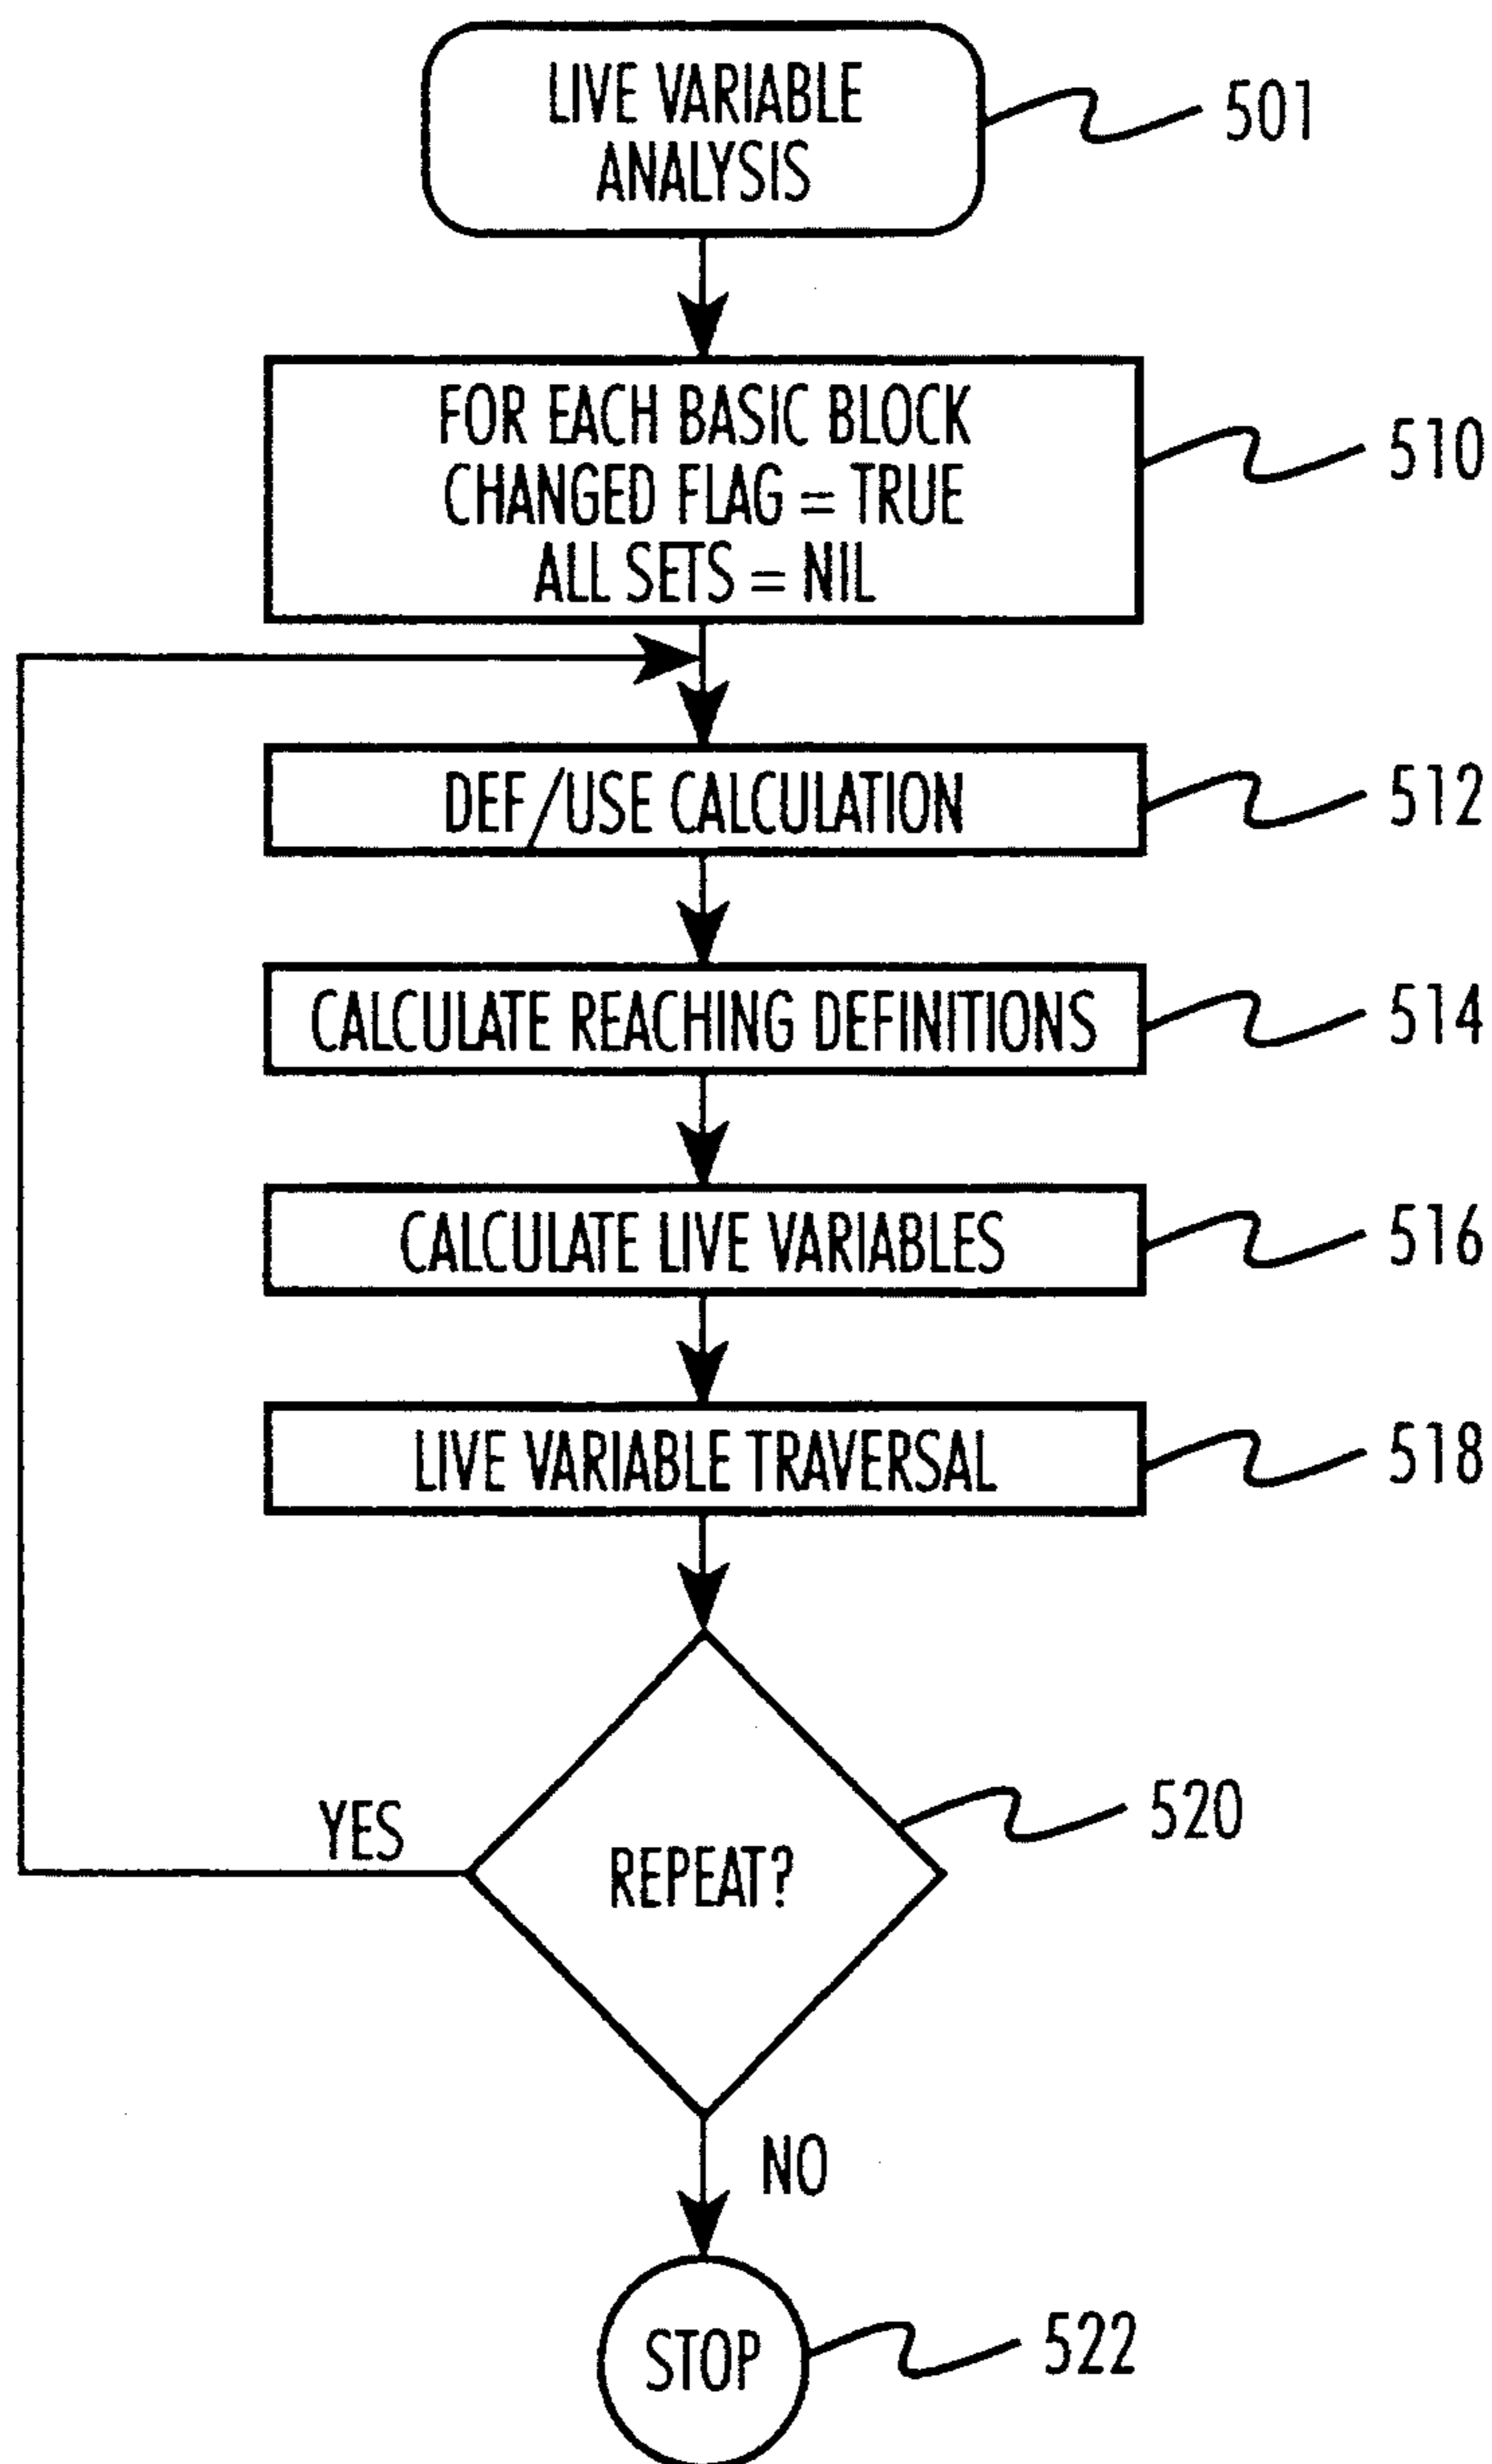 LIVE VARIABLE
ANALYSIS
501
FOR EACH BASIC BLOCK
CHANGED FLAG = TRUE
ALL SETS = NIL
510
DEF/USE CALCULATION
512
CALCULATE REACHING DEFINITIONS
514
CALCULATE LIVE VARIABLES
516
LIVE VARIABLE TRAVERSAL
518
520
YES
REPEAT?
NO
STOP
522